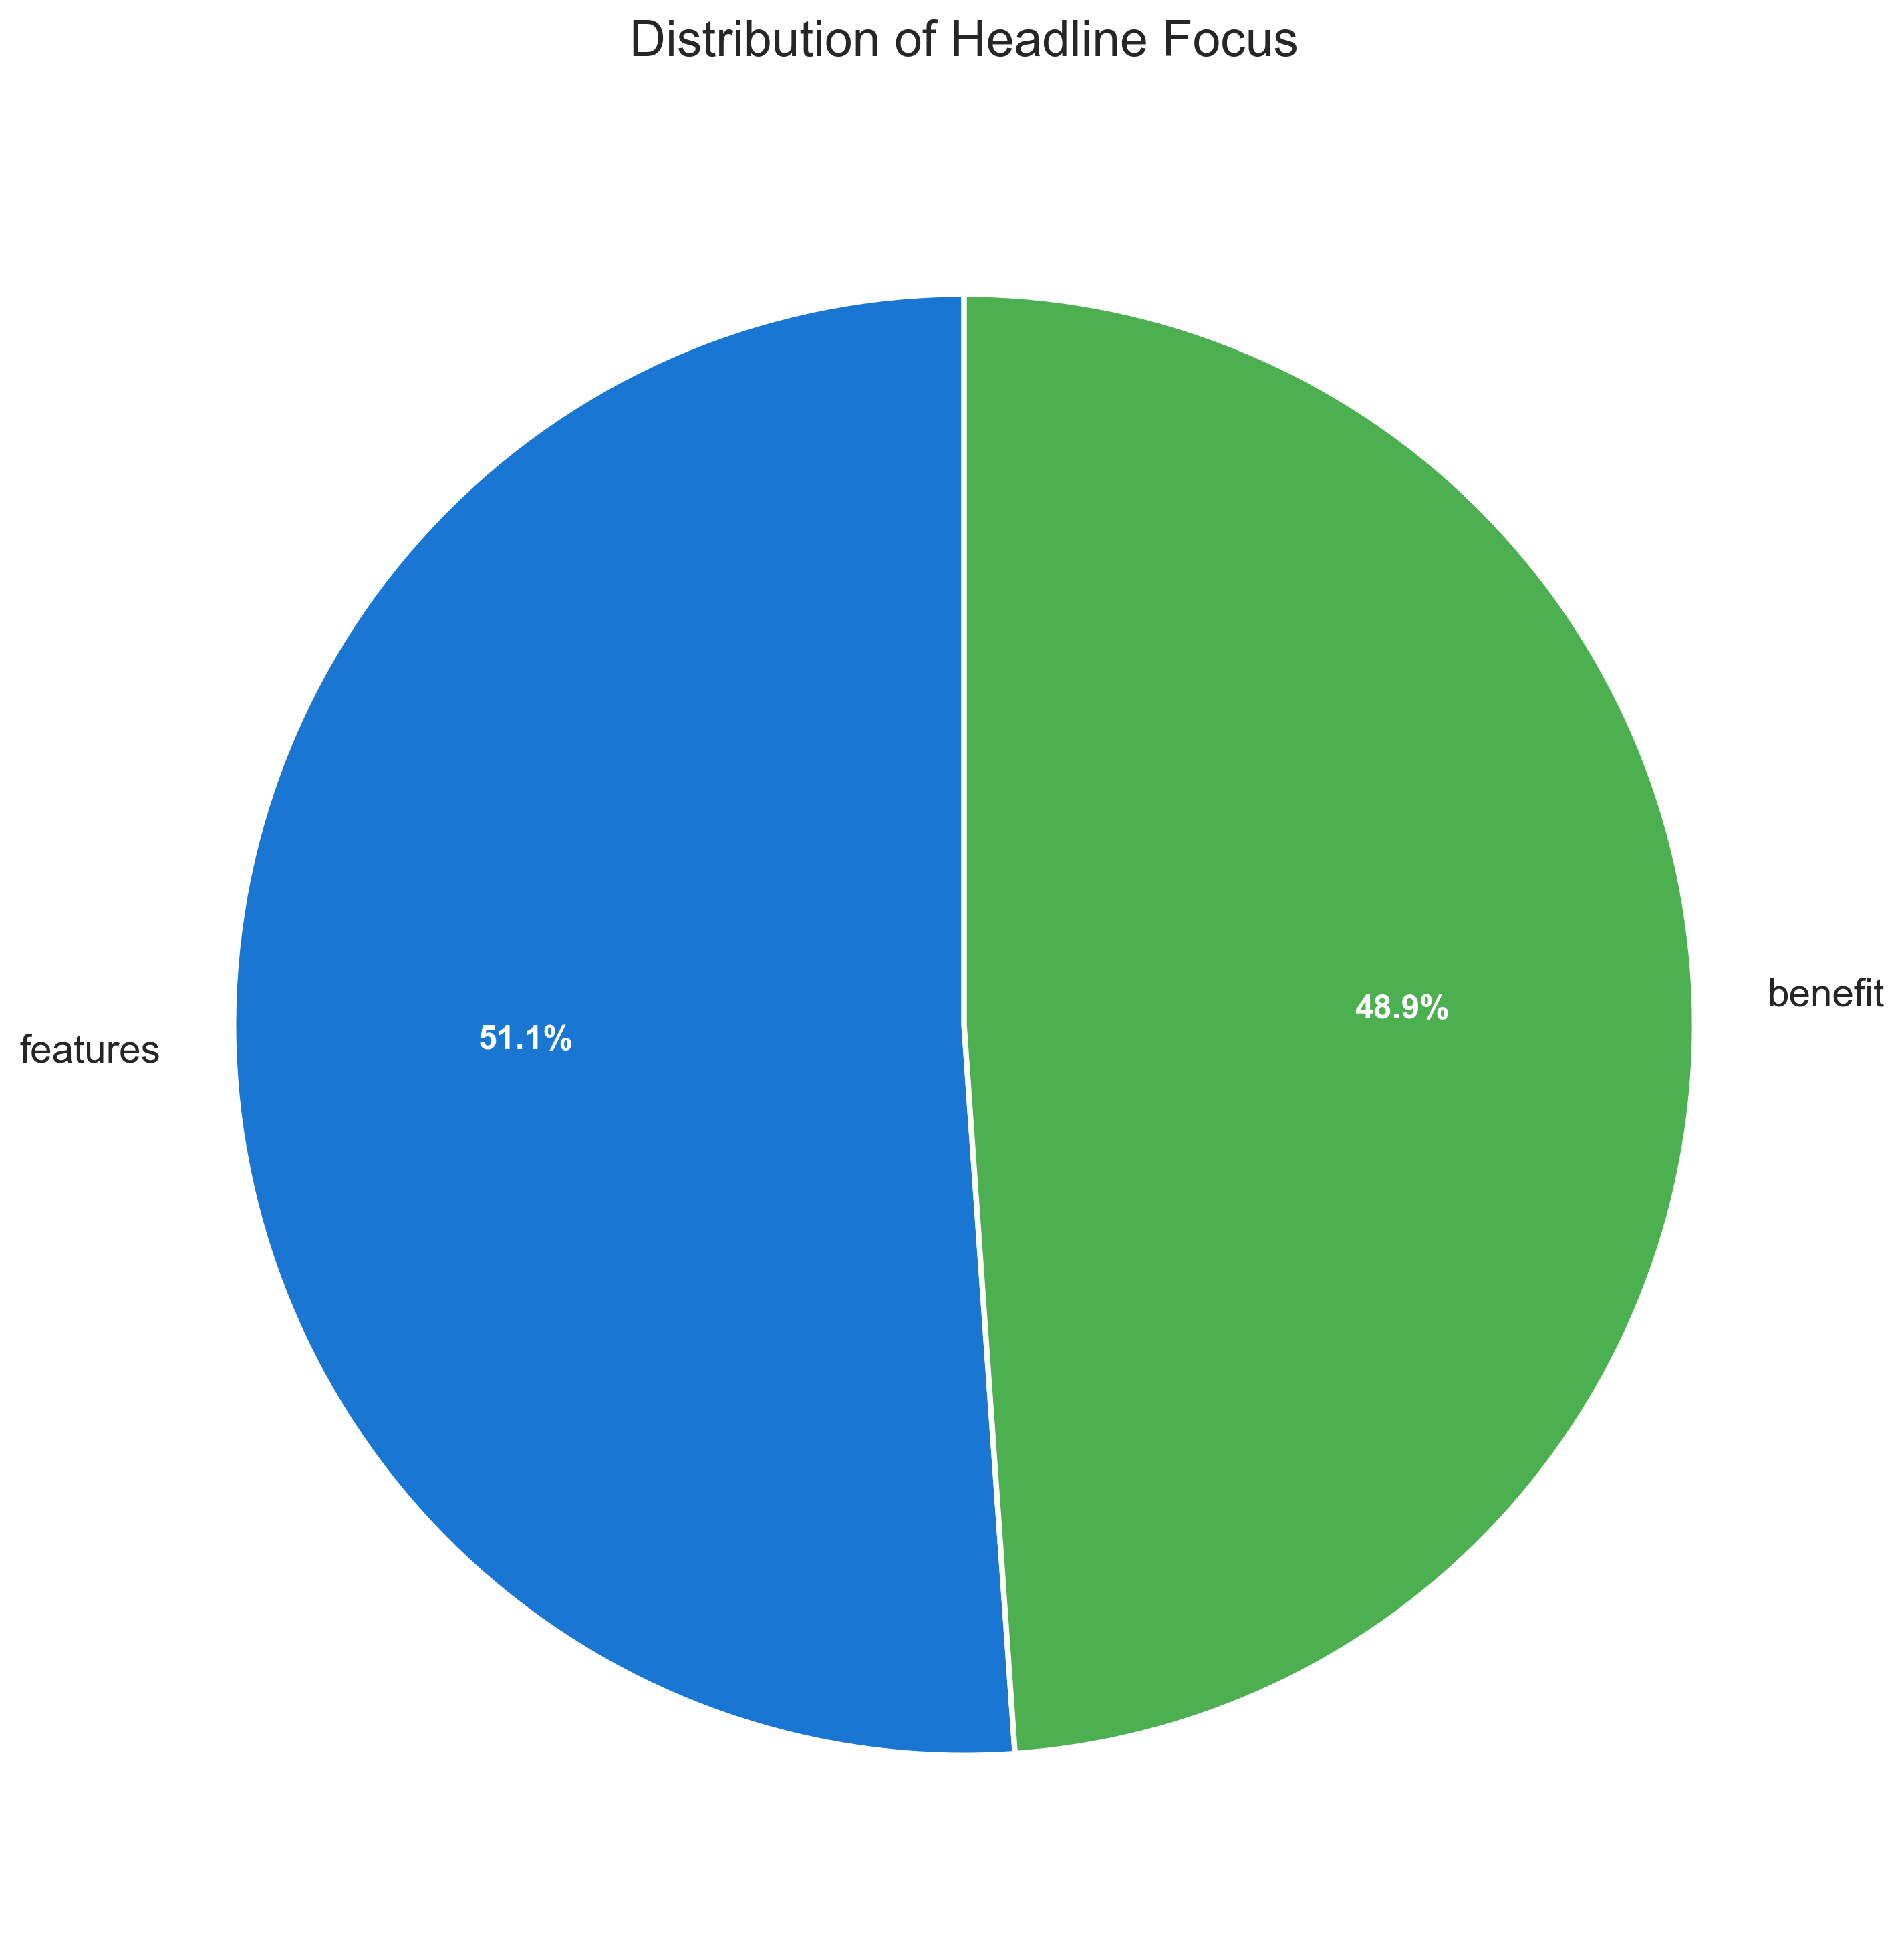 Distribution of Headline Focus
benefit
48.9%
51.1%
features